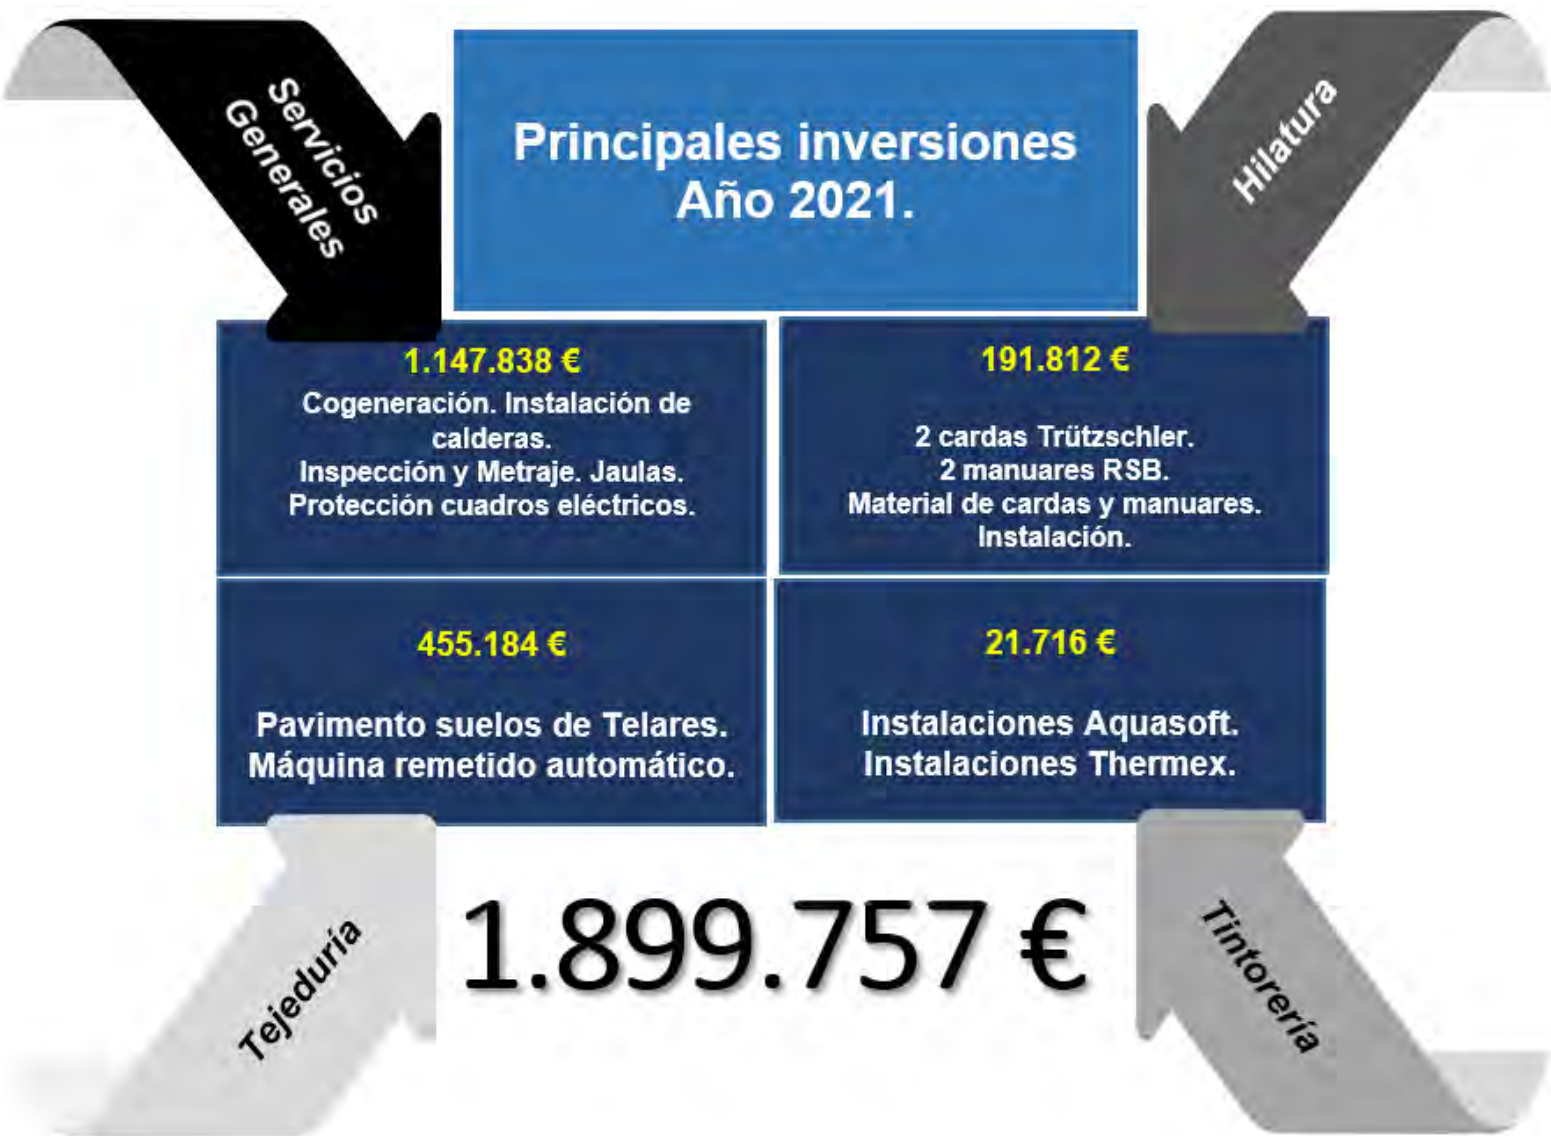 Servicios
Generales
Principales inversiones
Año 2021.
Hilatura
1.147.838 €
Cogeneración. Instalación de
calderas.
Inspección y Metraje. Jaulas.
Protección cuadros eléctricos.
191.812 €
2 cardas Trützschler.
2 manuares RSB.
Material de cardas y manuares.
Instalación.
455.184 €
Pavimento suelos de Telares.
Máquina remetido automático.
21.716 €
Instalaciones Aquasoft.
Instalaciones Thermex.
Tejeduría
1.899.757 €
Tintorería